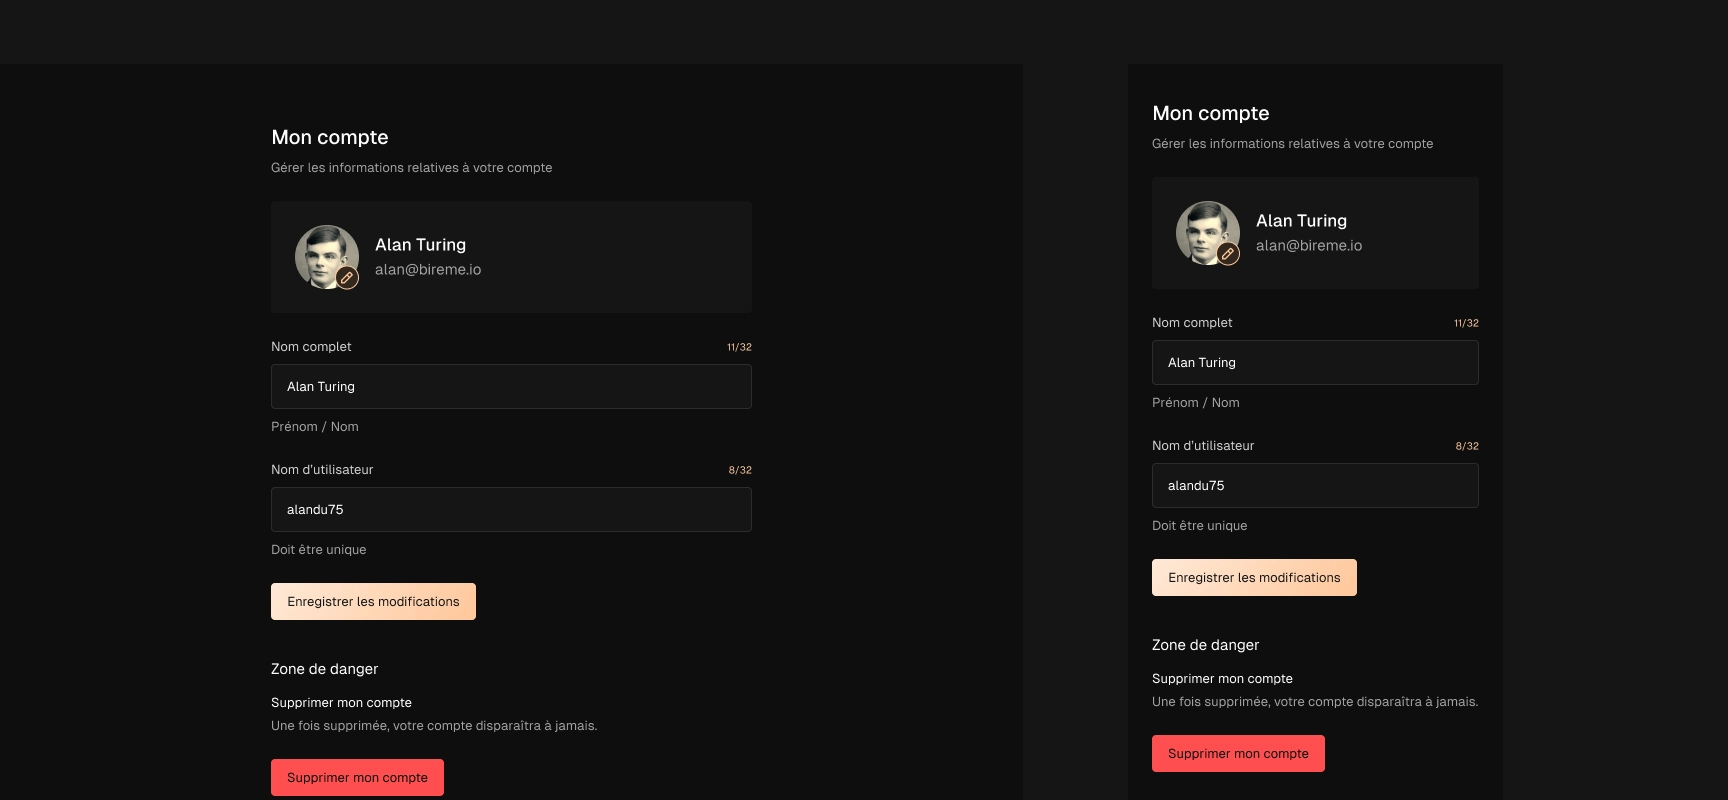 Mon compte
Gérer les informations relatives à votre compte
Alan Turing
alan@bireme.io
Nom complet
11/32
Alan Turing
Prénom / Nom
Nom d'utilisateur
8/32
alandu75
Doit être unique
Enregistrer les modifications
Zone de danger
Supprimer mon compte
Une fois supprimée, votre compte disparaîtra à jamais.
Supprimer mon compte
Mon compte
Gérer les informations relatives à votre compte
Alan Turing
alan@bireme.io
Nom complet
11/32
Alan Turing
Prénom / Nom
Nom d'utilisateur
8/32
alandu75
Doit être unique
Enregistrer les modifications
Zone de danger
Supprimer mon compte
Une fois supprimée, votre compte disparaîtra à jamais.
Supprimer mon compte